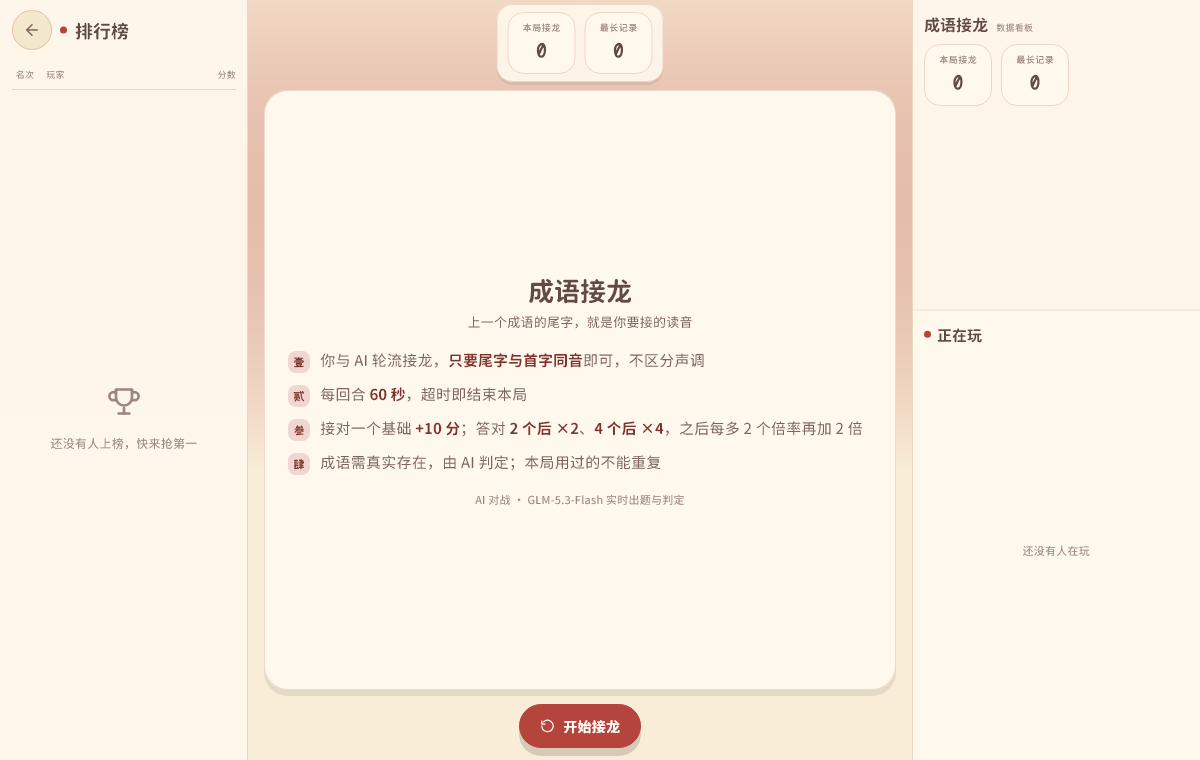 排行榜
名次 玩家 分数
还没有人上榜，快来抢第一
本局接龙 最长记录
0 0
成语接龙
上一个成语的尾字，就是你要接的读音
壹 你与 AI 轮流接龙，只要尾字与首字同音即可，不区分声调
贰 每回合 60 秒，超时即结束本局
叁 接对一个基础 +10 分；答对 2 个后 ×2、4 个后 ×4，之后每多 2 个倍率再加 2 倍
肆 成语需真实存在，由 AI 判定；本局用过的不能重复
AI 对战 · GLM-5.3-Flash 实时出题与判定
开始接龙
成语接龙 数据看板
本局接龙 最长记录
0 0
正在玩
还没有人在玩